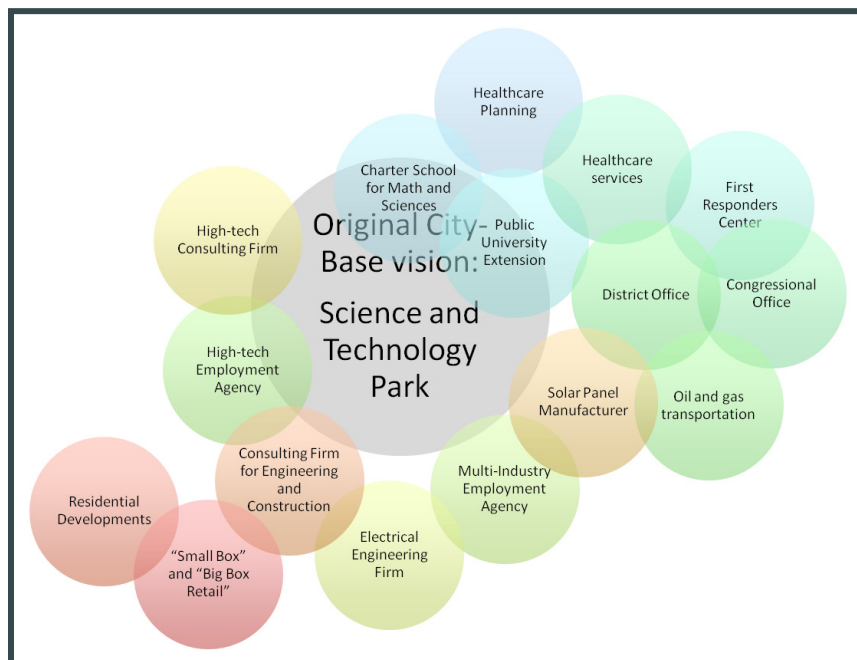 Healthcare
Planning
Charter School
for Math and
Sciences
Healthcare
services
First
Responders
Center
High-tech
Consulting Firm
Original City-
Base vision:
Science and
Technology
Park
Public
University
Extension
District Office
Congressional
Office
High-tech
Employment
Agency
Solar Panel
Manufacturer
Oil and gas
transportation
Consulting Firm
for Engineering
and
Construction
Multi-Industry
Employment
Agency
Residential
Developments
“Small Box”
and “Big Box
Retail”
Electrical
Engineering
Firm